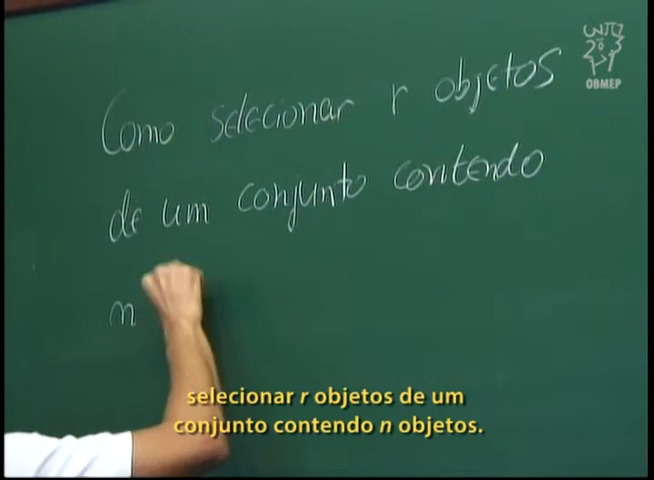 Como selecionar r objetos
de um conjunto contendo
n
OBMEP
selecionar r objetos de um
conjunto contendo n objetos.